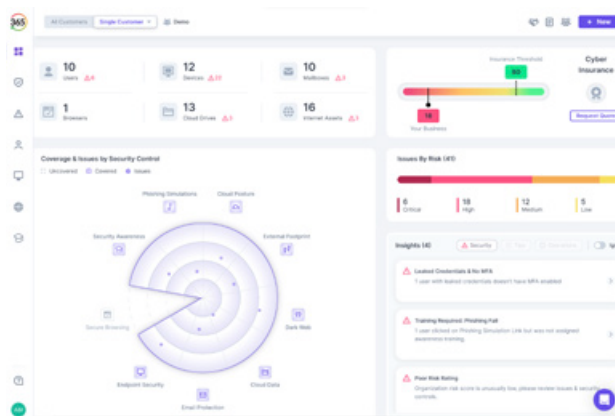 365
All Customers
Single Customer
Demo
+ New
10
Users
12
Devices
10
Mailboxes
1
Browsers
13
Cloud Drives
16
Internet Assets
Insurance Threshold
Cyber Insurance
Your Business
Request Quote
Coverage & Issues by Security Control
Uncovered
Covered
Issues
Phishing Simulations
Cloud Posture
Security Awareness
External Footprint
Secure Browsing
Dark Web
Endpoint Security
Cloud Data
Email Protection
Issues By Risk (41)
6
Critical
18
High
12
Medium
5
Low
Insights (4)
Security
Leaked Credentials & No MFA
1 user with leaked credentials doesn't have MFA enabled
Training Required: Phishing Fail
1 user clicked on Phishing Simulation Link but was not assigned
awareness training.
Poor Risk Rating
Organization risk score is unusually low, please review issues & security
controls.